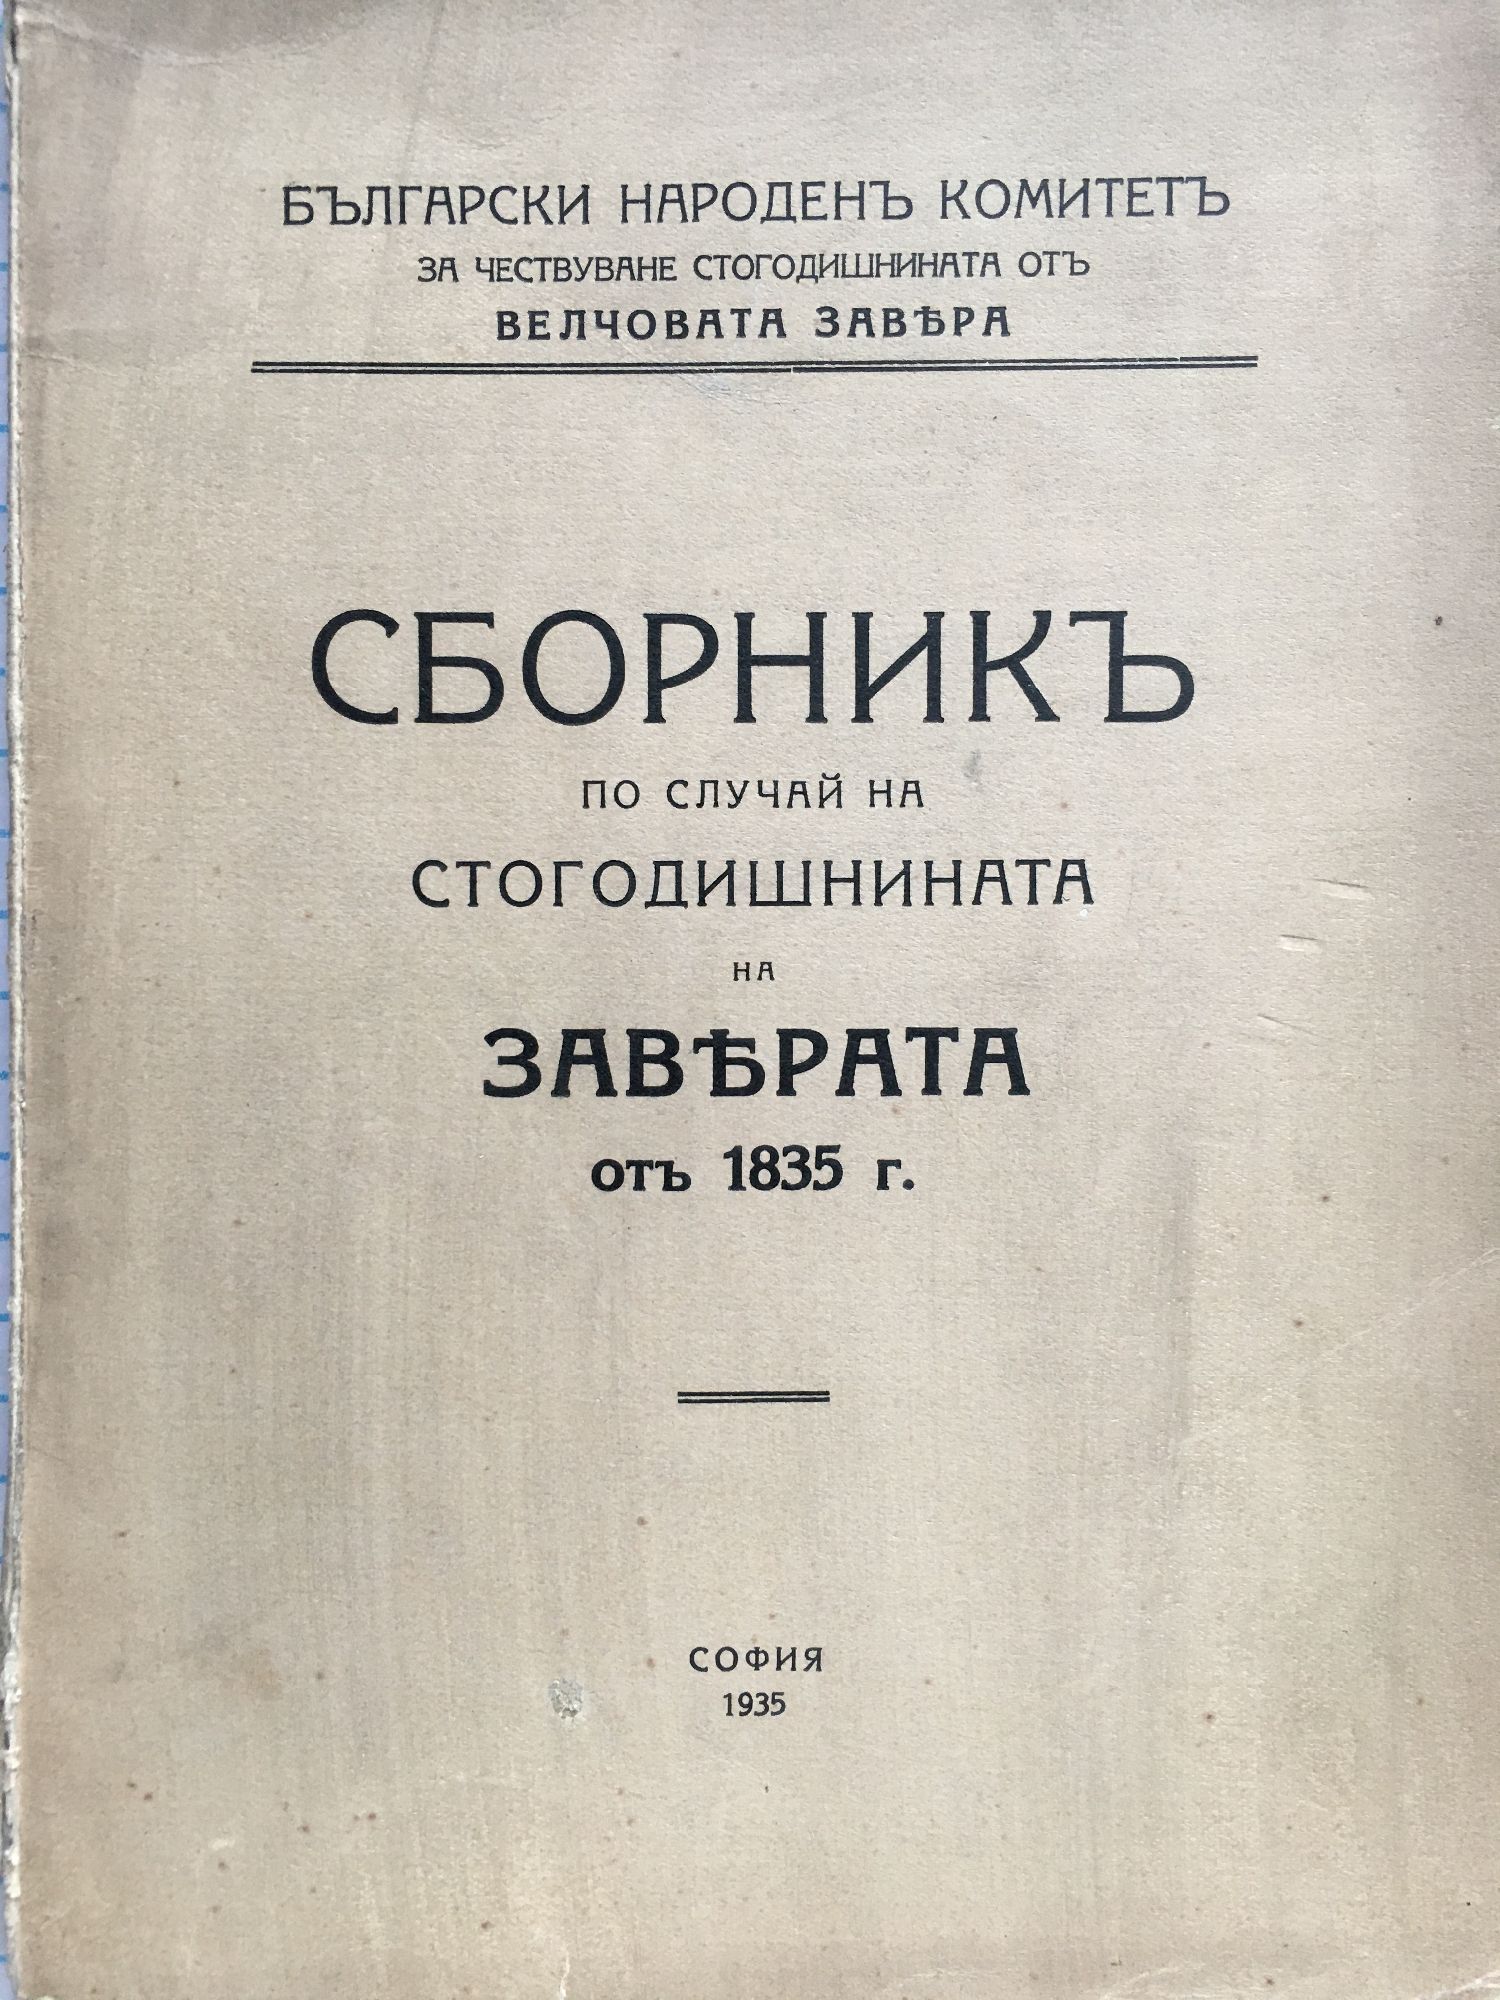 БЪЛГАРСКИ НАРОДЕНЪ КОМИТЕТЪ
ЗА ЧЕСТВУВАНЕ СТОГОДИШНИНАТА ОТЪ
ВЕЛЧОВАТА ЗАВѢРА
СБОРНИКЪ
ПО СЛУЧАЙ НА
СТОГОДИШНИНАТА
НА
ЗАВѢРАТА
отъ 1835 г.
СОФИЯ
1935